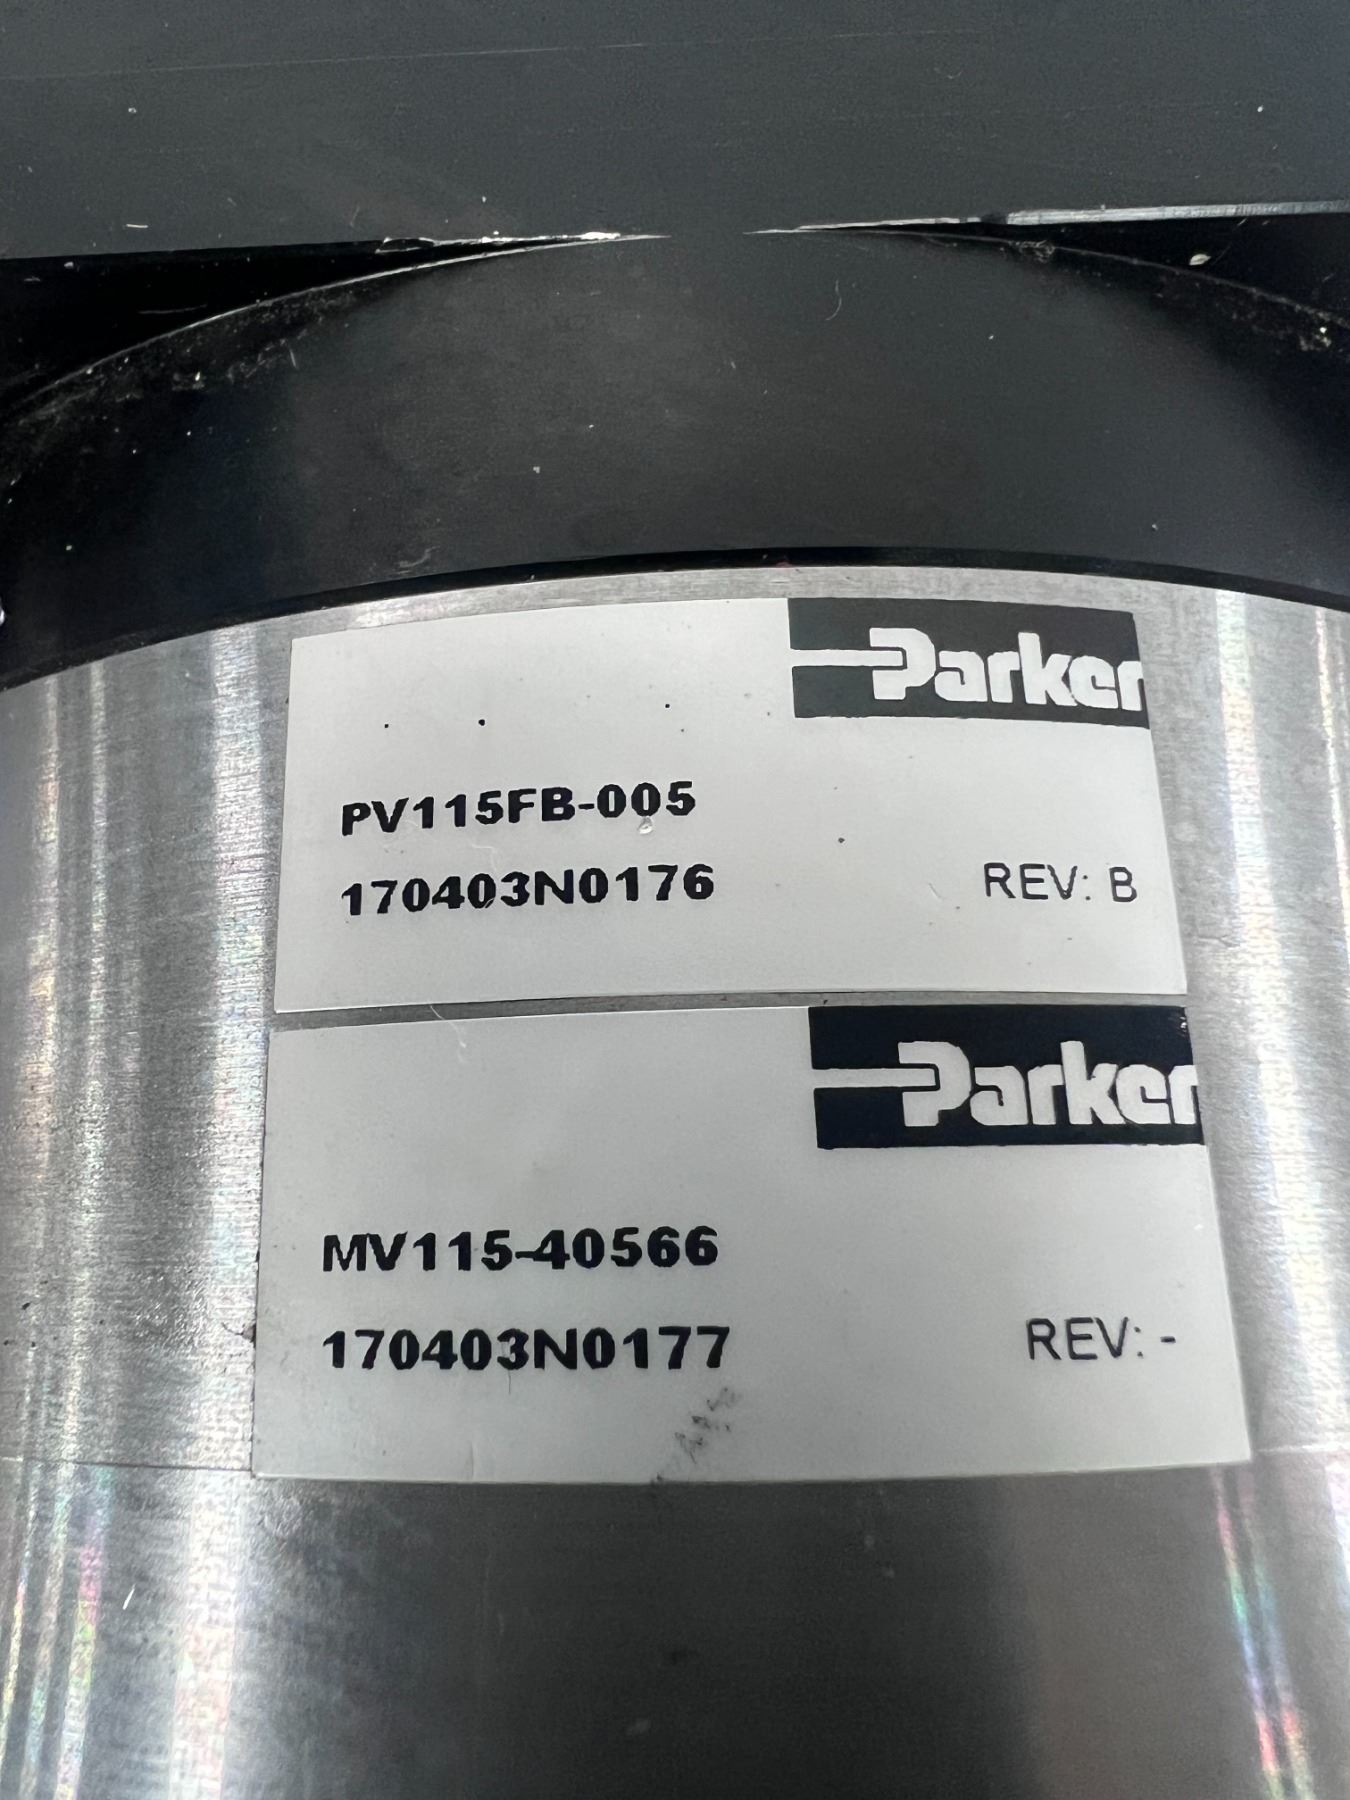 Parker
PV115FB-005
170403N0176 REV: B
Parker
MV115-40566
170403N0177 REV: -